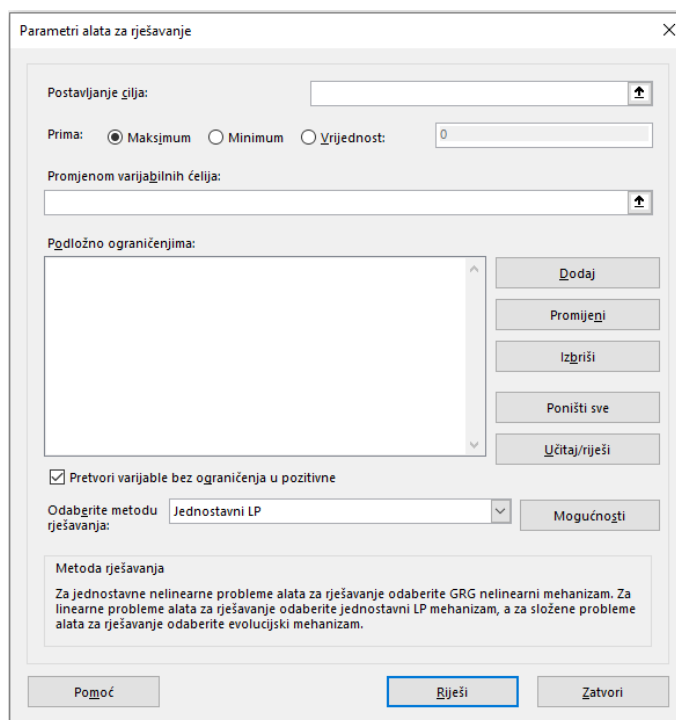 Parametri alata za rješavanje
Postavljanje cilja:
Prima: Maksimum Minimum Vrijednost: 0
Promjenom varijabilnih ćelija:
Podložno ograničenjima:
Dodaj
Promijeni
Izbriši
Poništi sve
Učitaj/riješi
Pretvori varijable bez ograničenja u pozitivne
Odaberite metodu
rješavanja:
Jednostavni LP
Mogućnosti
Metoda rješavanja
Za jednostavne nelinearne probleme alata za rješavanje odaberite GRG nelinearni mehanizam. Za
linearne probleme alata za rješavanje odaberite jednostavni LP mehanizam, a za složene probleme
alata za rješavanje odaberite evolucijski mehanizam.
Pomoć
Riješi
Zatvori